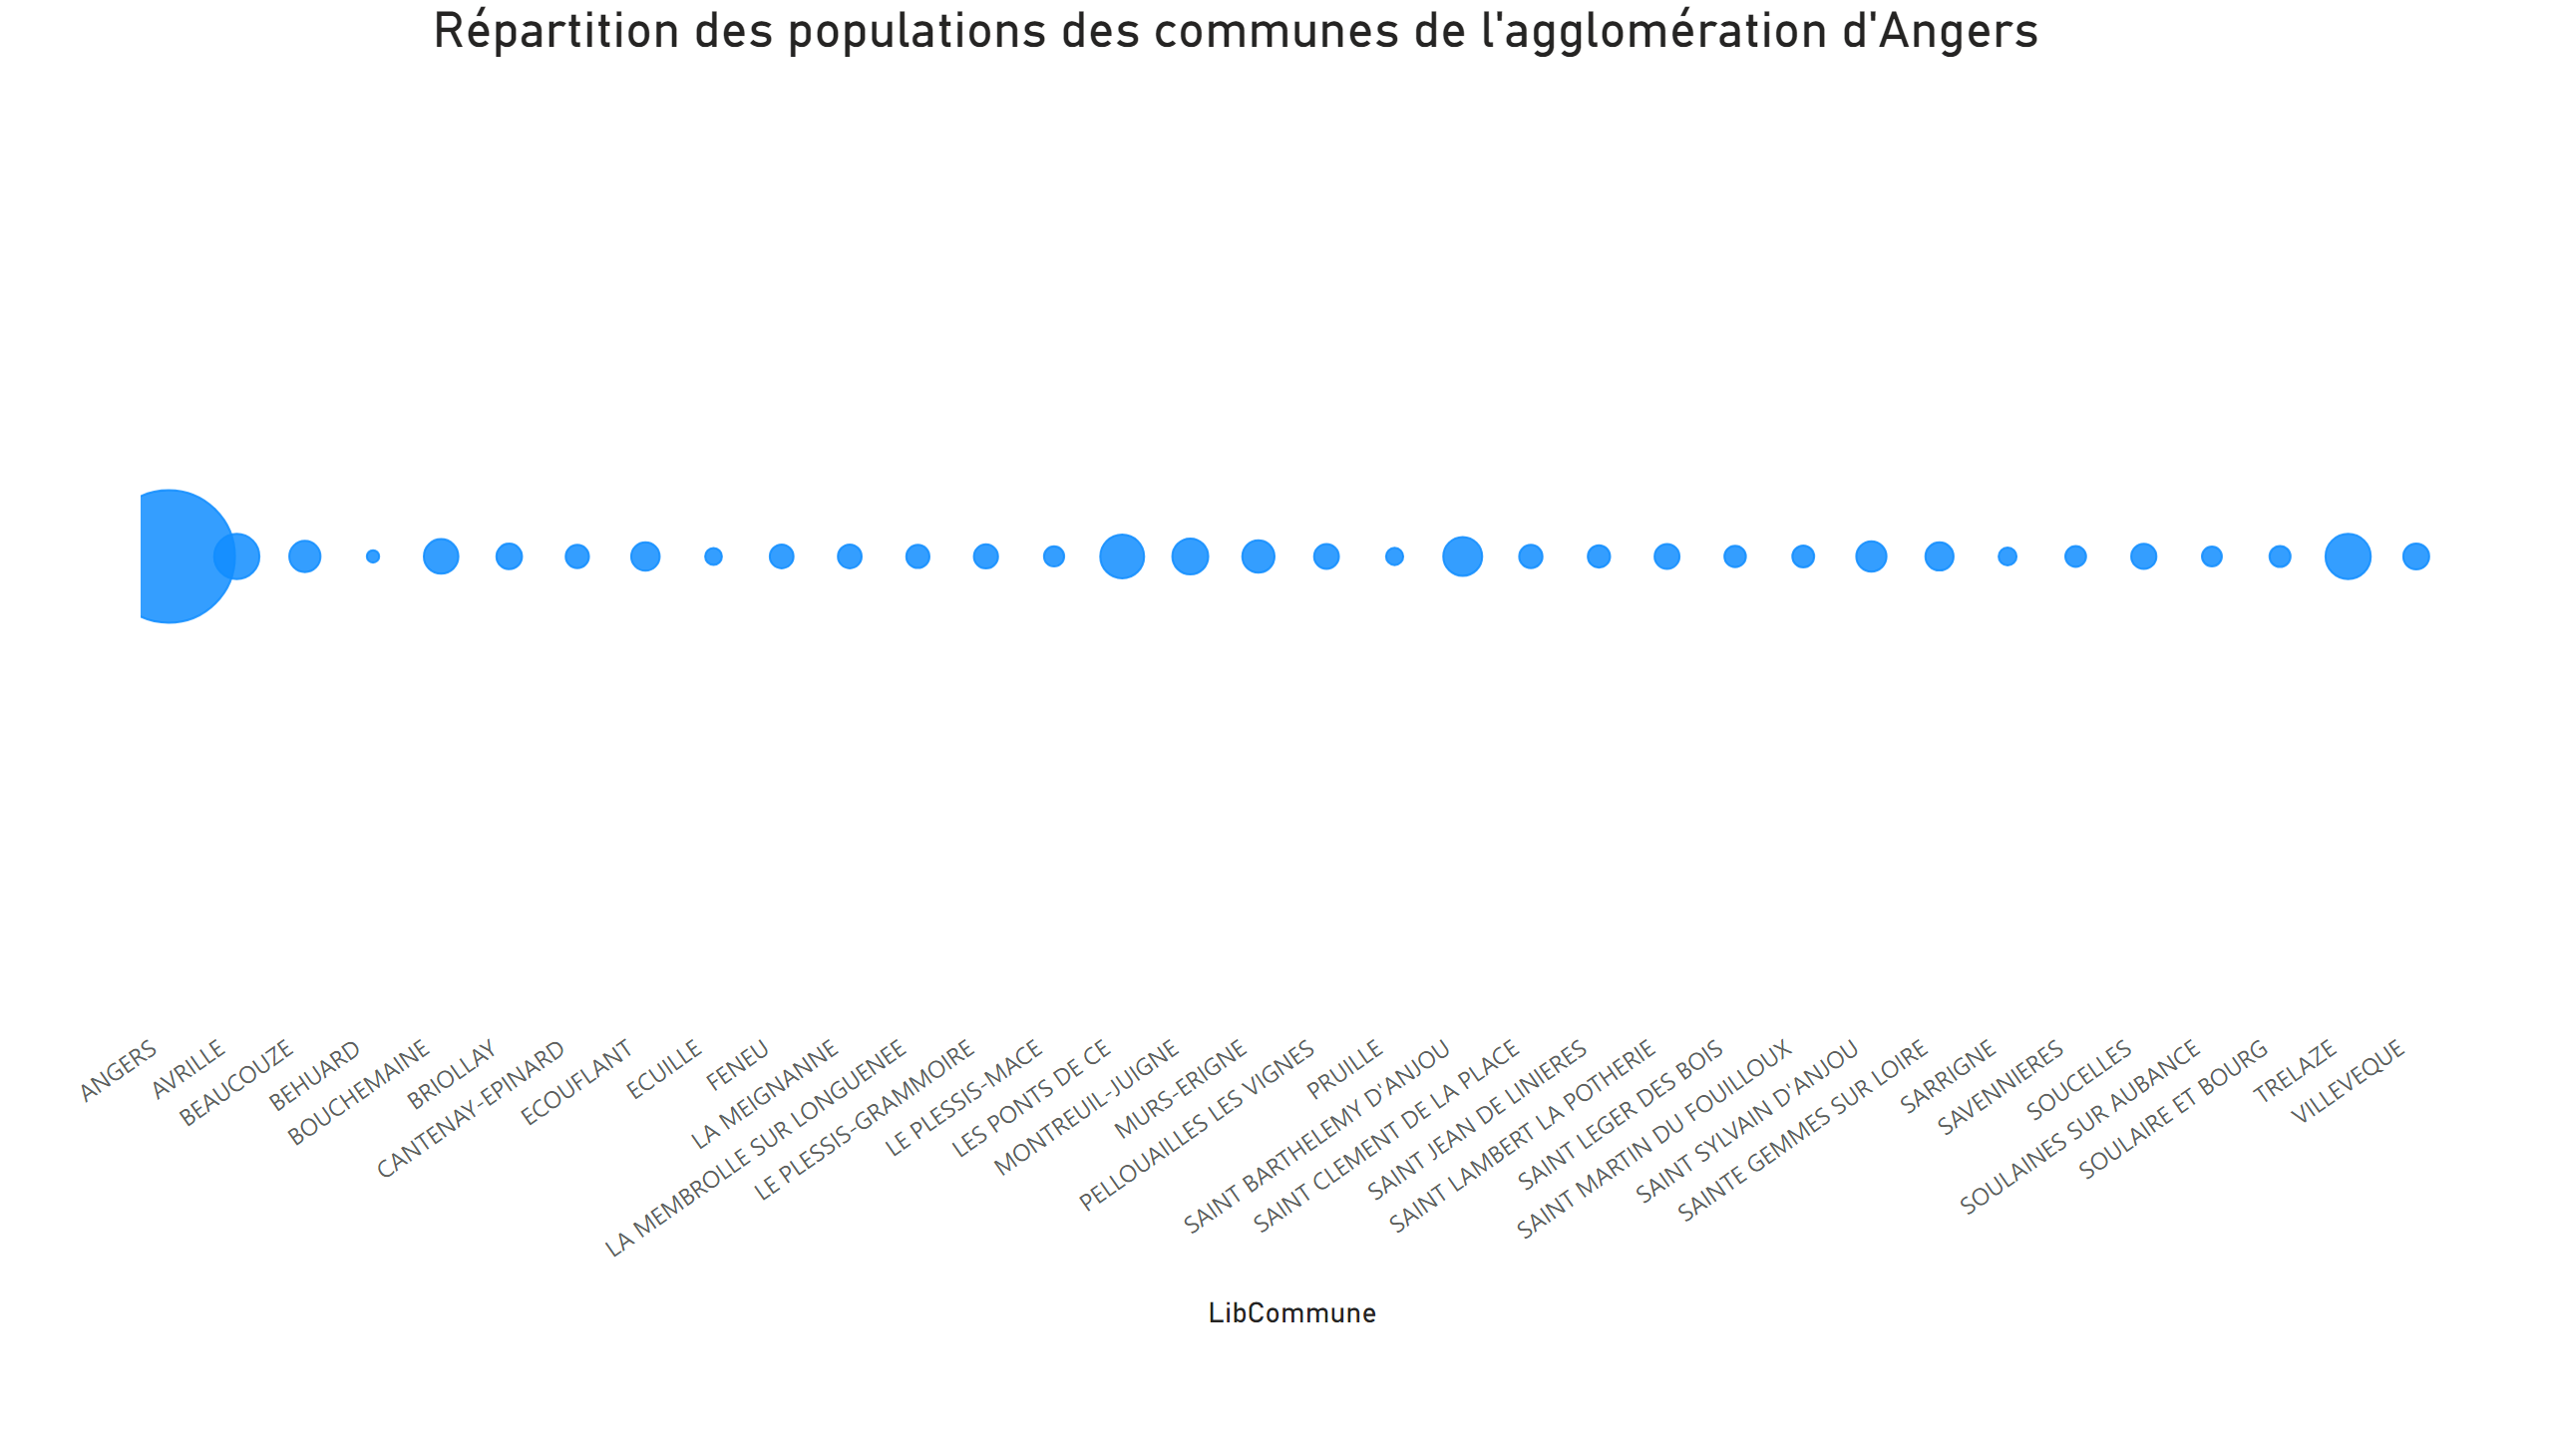 Répartition des populations des communes de l'agglomération d'Angers
ANGERS
AVRILLE
BEAUCOUZE
BEHUARD
BOUCHEMAINE
BRIOLLAY
CANTENAY-EPINARD
ECOUFLANT
ECUILLE
FENEU
LA MEIGNANNE
LA MEMBROLLE SUR LONGUENEE
LE PLESSIS-GRAMMOIRE
LE PLESSIS-MACE
LES PONTS DE CE
MONTREUIL-JUIGNE
MURS-ERIGNE
PELLOUAILLES LES VIGNES
PRUILLE
SAINT BARTHELEMY D'ANJOU
SAINT CLEMENT DE LA PLACE
SAINT JEAN DE LINIERES
SAINT LAMBERT LA POTHERIE
SAINT LEGER DES BOIS
SAINT MARTIN DU FOUILLOUX
SAINT SYLVAIN D'ANJOU
SAINTE GEMMES SUR LOIRE
SARRIGNE
SAVENNIERES
SOUCELLES
SOULAINES SUR AUBANCE
SOULAIRE ET BOURG
TRELAZE
VILLEVEQUE
LibCommune